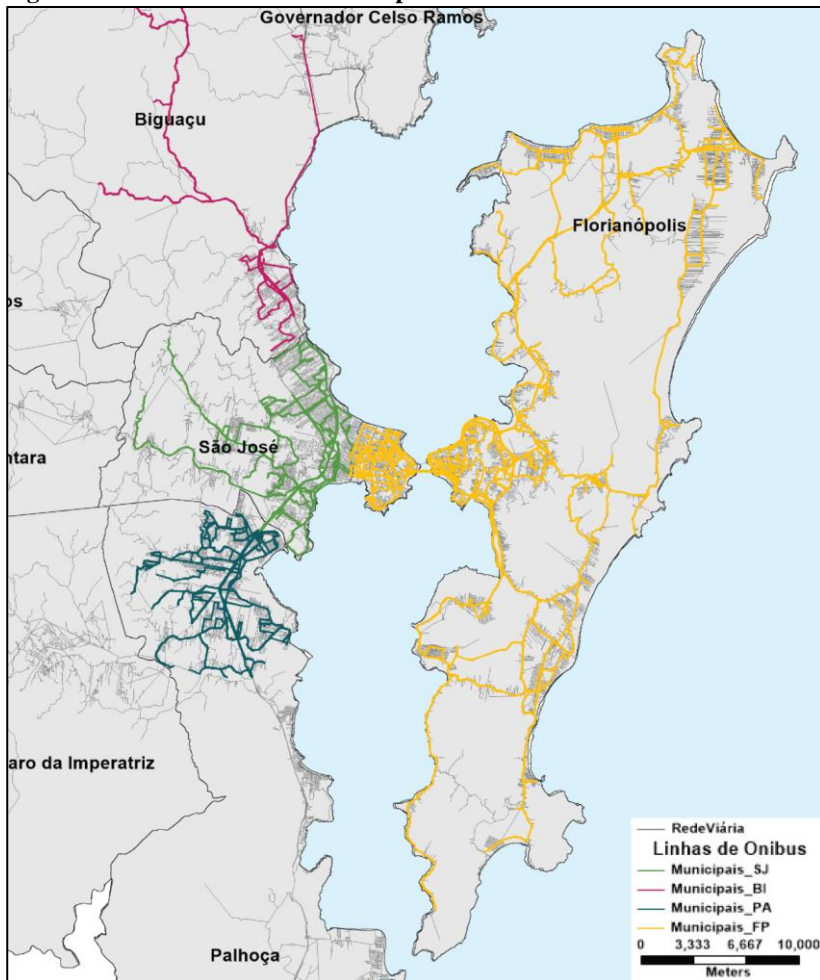 Governador Celso Ramos
Biguaçu
Florianópolis
os
São José
ntara
aro da Imperatriz
Palhoça
RedeViária
Linhas de Onibus
Municipais_SJ
Municipais_BI
Municipais_PA
Municipais_FP
0 3,333 6,667 10,000
Meters